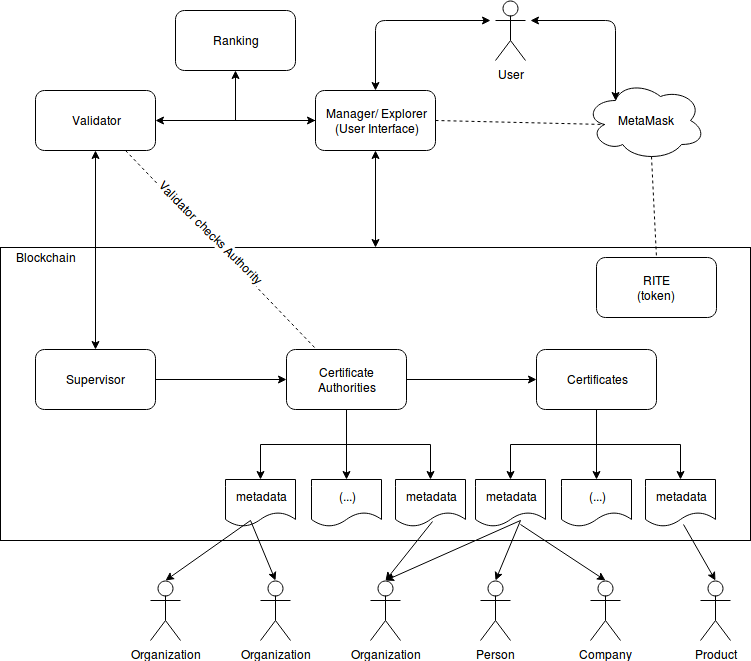 Ranking
User
Validator
Manager/ Explorer
(User Interface)
MetaMask
Validator checks Authority
Blockchain
RITE
(token)
Supervisor
Certificate
Authorities
Certificates
metadata
(...)
metadata
metadata
(...)
metadata
Organization
Organization
Organization
Person
Company
Product